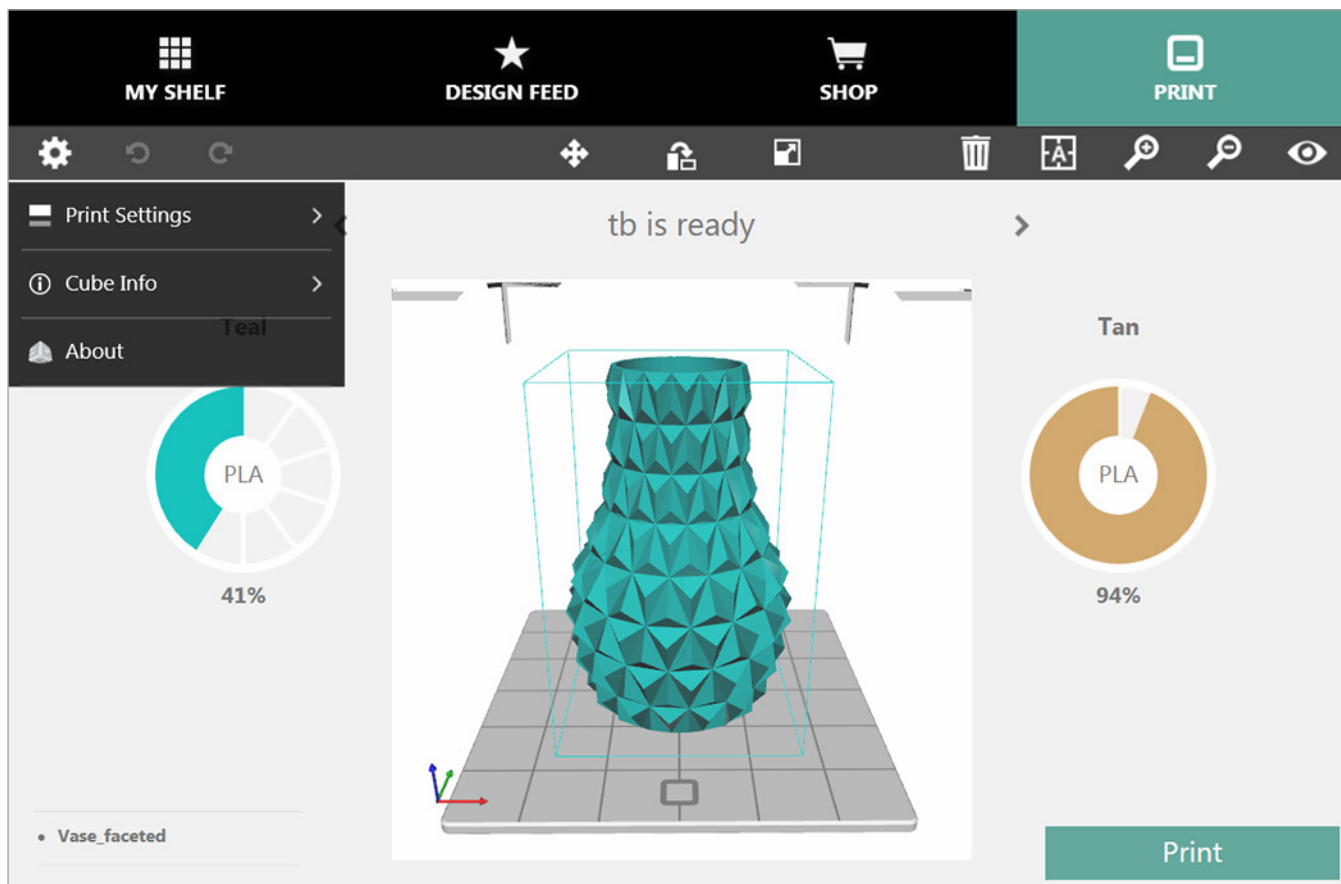 MY SHELF
DESIGN FEED
SHOP
PRINT
A
Print Settings
tb is ready
Cube Info
Teal
Tan
About
PLA
PLA
41%
94%
Vase_faceted
Print